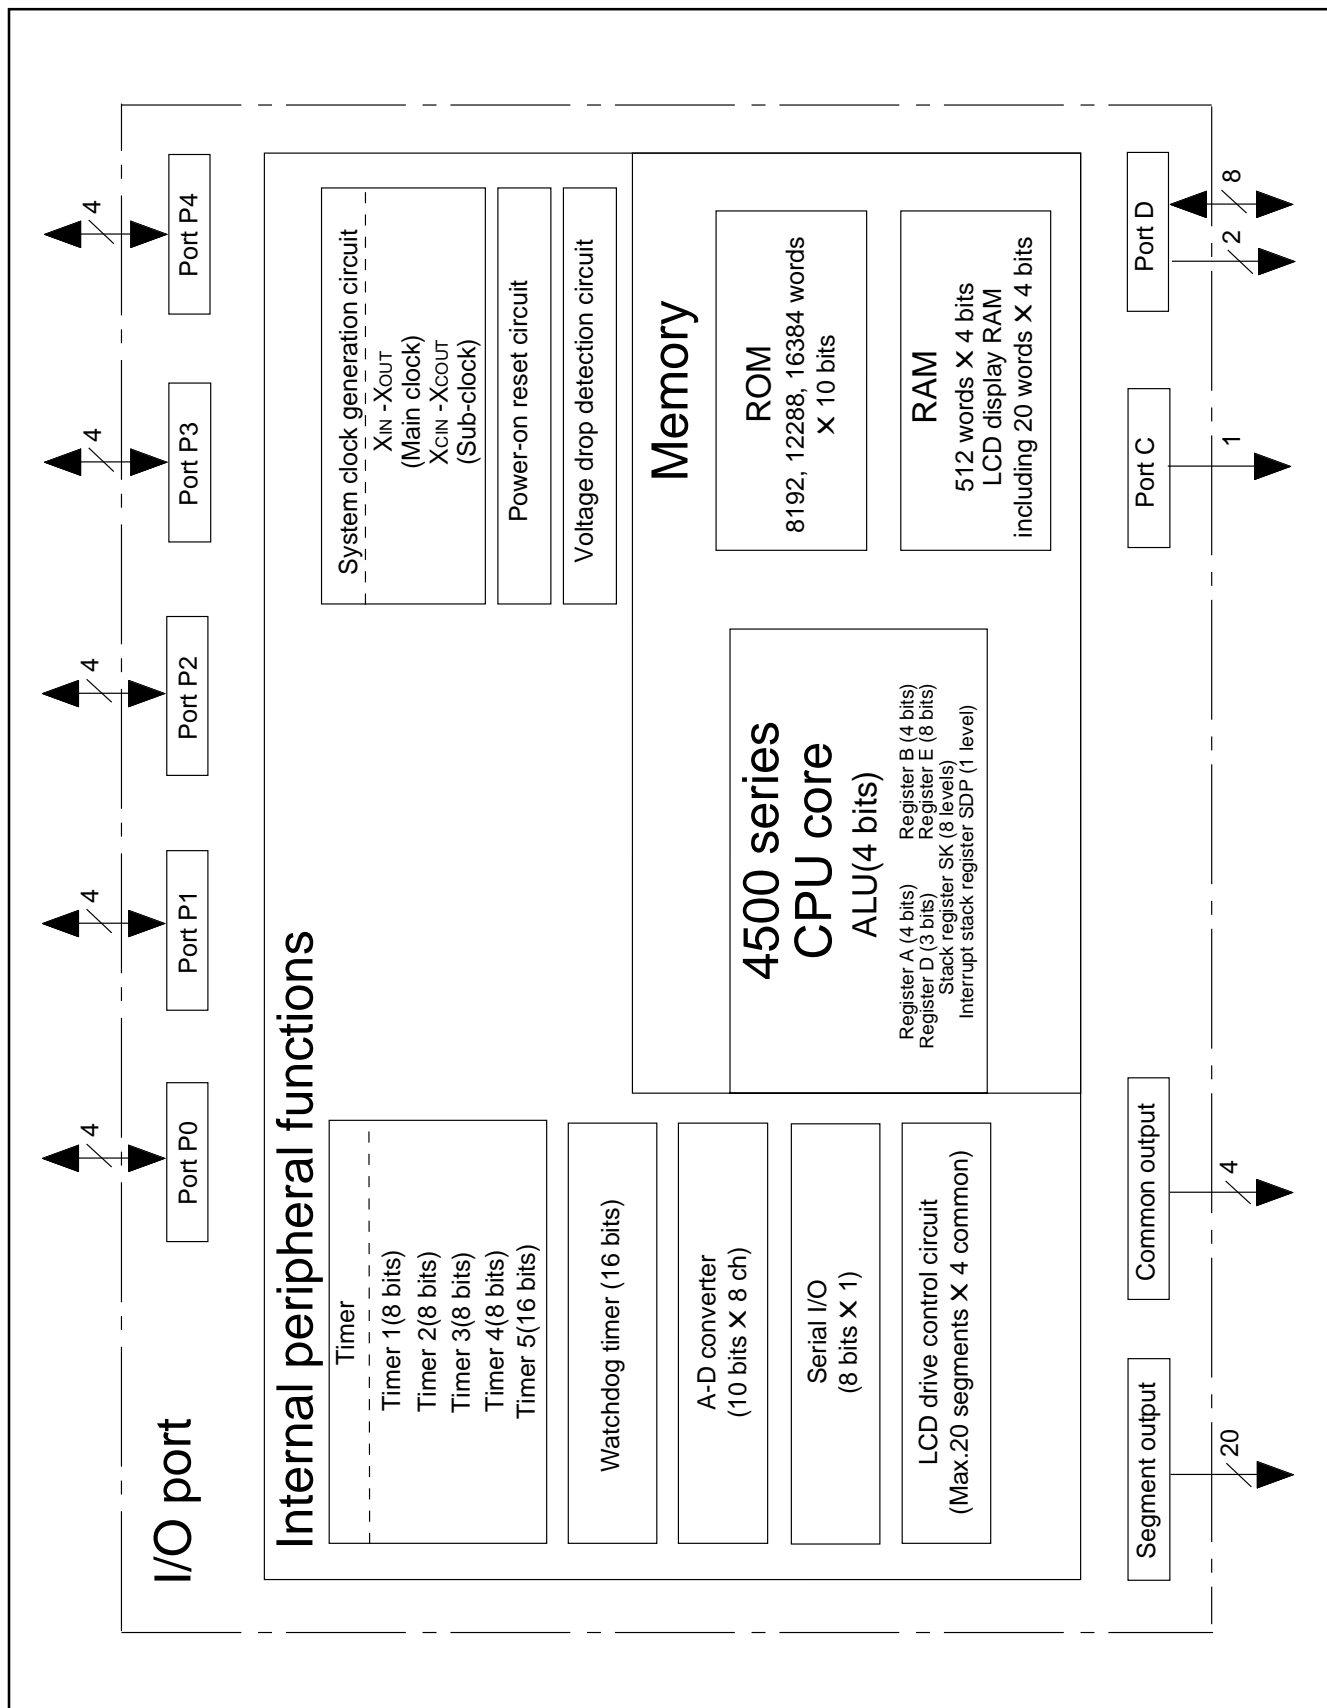 I/O port
4
Port P0
4
Port P1
4
Port P2
4
Port P3
4
Port P4
Internal peripheral functions
Timer
Timer 1(8 bits)
Timer 2(8 bits)
Timer 3(8 bits)
Timer 4(8 bits)
Timer 5(16 bits)
Watchdog timer (16 bits)
A-D converter
(10 bits X 8 ch)
Serial I/O
(8 bits X 1)
LCD drive control circuit
(Max.20 segments X 4 common)
System clock generation circuit
XIN -XOUT
(Main clock)
XCIN -XCOUT
(Sub-clock)
Power-on reset circuit
Voltage drop detection circuit
4500 series
CPU core
ALU(4 bits)
Register A (4 bits) Register B (4 bits)
Register D (3 bits) Register E (8 bits)
Stack register SK (8 levels)
Interrupt stack register SDP (1 level)
Memory
ROM
8192, 12288, 16384 words
X 10 bits
RAM
512 words X 4 bits
LCD display RAM
including 20 words X 4 bits
Segment output
20
Common output
4
Port C
1
Port D
2
8